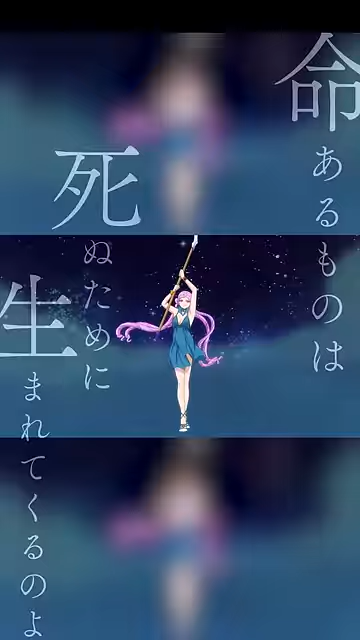 命あるものは
死ぬために
生まれてくるのよ